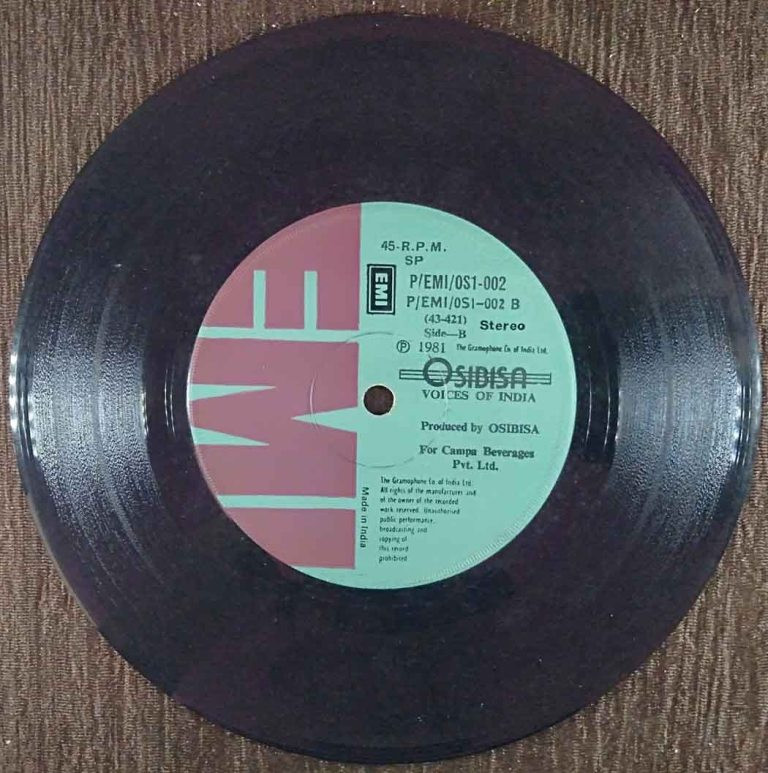 EMI
45-R.P.M.
SP
EMI
P/EMI/OS1-002
P/EMI/OSI-002 B
(43-421)
Side—B
Stereo
Ⓟ 1981 The Gramophone Co. of India Ltd.
OSIBISA
VOICES OF INDIA
Produced by OSIBISA
For Campa Beverages
Pvt. Ltd.
The Gramophone Co. of India Ltd.
All rights of the manufacturer and
of the owner of the recorded
work reserved. Unauthorised
public performance,
broadcasting and
copying of
this record
prohibited
Made in India